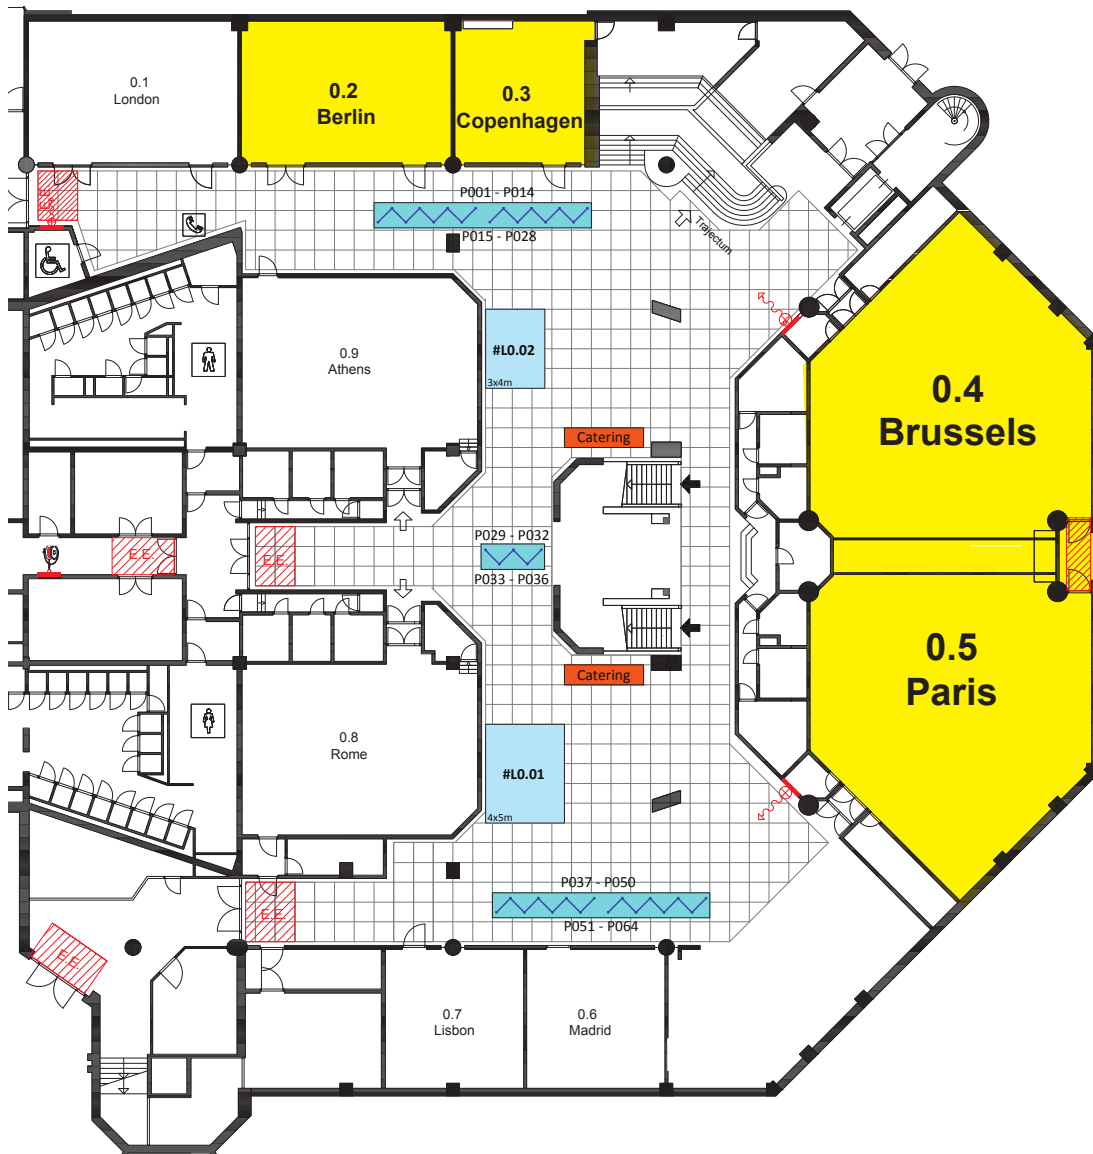 0.1
London
0.2
Berlin
0.3
Copenhagen
E.E.
P001 - P014
P015 - P028
Trajectum
0.9
Athens
#L0.02
3x4m
Catering
0.4
Brussels
E.E.
E.E.
P029 - P032
P033 - P036
0.5
Paris
Catering
0.8
Rome
#L0.01
4x5m
P037 - P050
P051 - P064
E.E.
E.E.
0.7
Lisbon
0.6
Madrid